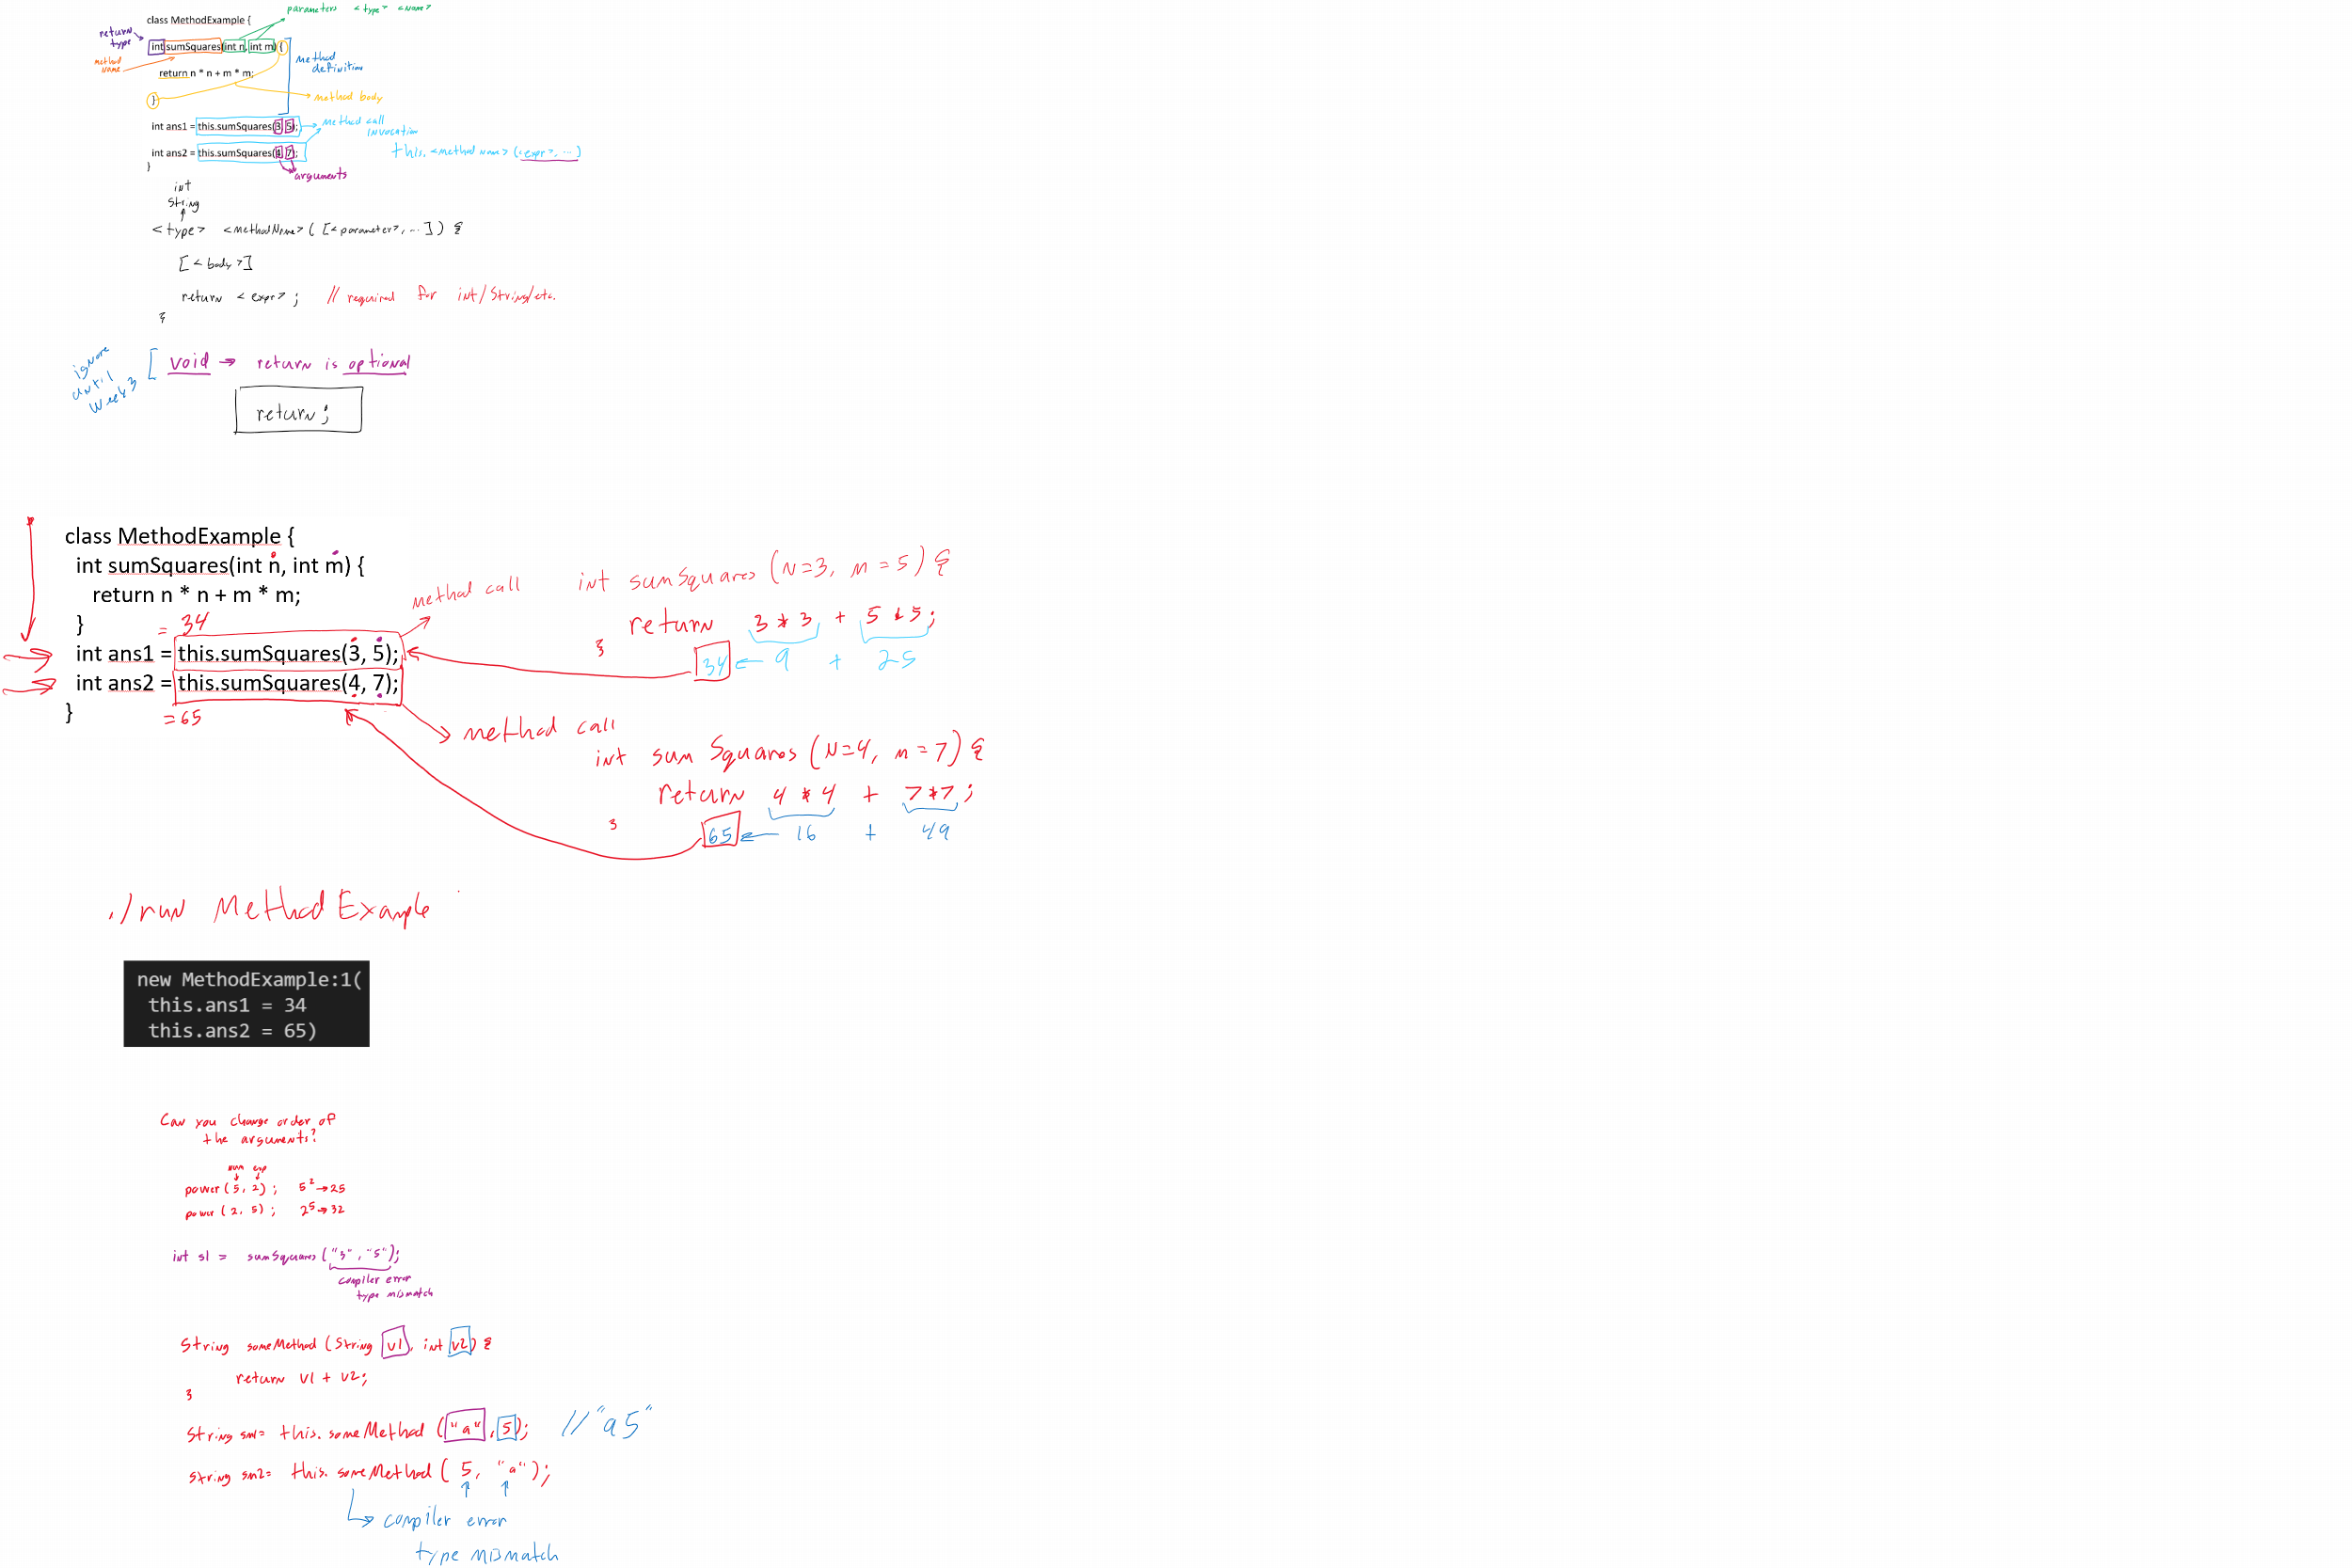 parameters <type> <name>
class MethodExample {
return type
int sumSquares(int n, int m) {
method name
method definition
return n * n + m * m;
}
method body
int ans1 = this.sumSquares(3, 5);
method call
invocation
int ans2 = this.sumSquares(4, 7);
this.<methodName>(<expr>, ...)
}
arguments
int
String
<type> <methodName>([<parameter>, ...]) {
[<body>]
return <expr>; // required for int/String/etc.
}
ignore until week 3
[ void → return is optional
return;
class MethodExample {
int sumSquares(int n, int m) {
return n * n + m * m;
}
= 34
int ans1 = this.sumSquares(3, 5);
int ans2 = this.sumSquares(4, 7);
}
= 65
method call
int sumSquares (n=3, m=5) {
return 3 * 3 + 5 * 5;
}
34 ← 9 + 25
method call
int sumSquares (n=4, m=7) {
return 4 * 4 + 7*7;
}
65 ← 16 + 49
./run MethodExample
new MethodExample:1(
this.ans1 = 34
this.ans2 = 65)
Can you change order of
the arguments?
num exp
power(5, 2); 5² → 25
power(2, 5); 2⁵ → 32
int s1 = sumSquares("3", "5");
compiler error
type mismatch
String someMethod(String v1, int v2) {
return v1 + v2;
}
String sm1= this.someMethod("a", 5); // "a5"
String sm2= this.someMethod(5, "a");
compiler error
type mismatch